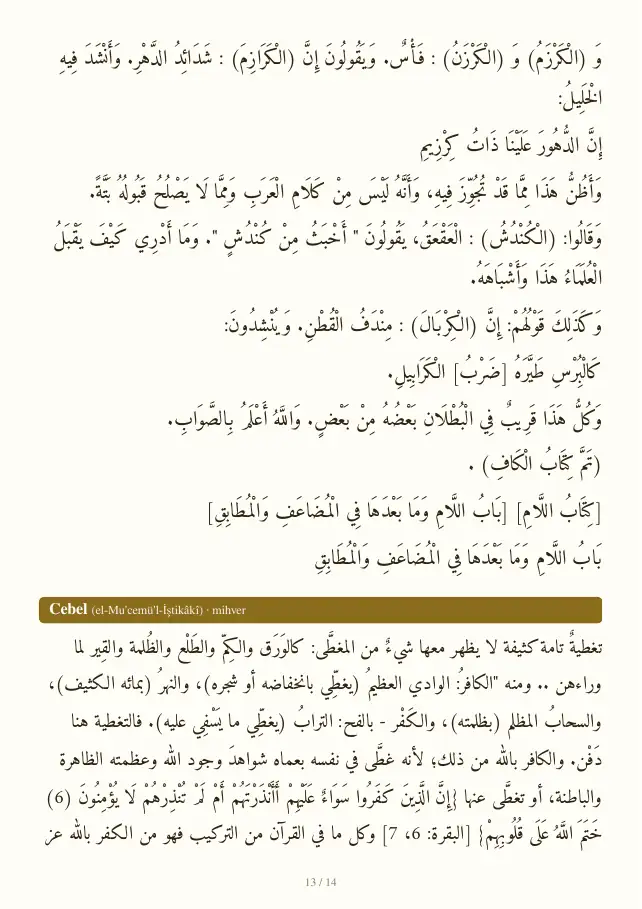 وَ (الْكَرْزَمُ) وَ (الْكَرْزَنُ) : فَأْسٌ. وَيَقُولُونَ إِنَّ (الْكَرَازِمَ) : شَدَائِدُ الدَّهْرِ. وَأَنْشَدَ فِيهِ
الْخَلِيلُ:
إِنَّ الدُّهُورَ عَلَيْنَا ذَاتُ كِرْزِيمِ
وَأَظُنُّ هَذَا مِمَّا قَدْ تُجُوِّزَ فِيهِ، وَأَنَّهُ لَيْسَ مِنْ كَلَامِ الْعَرَبِ وَمِمَّا لَا يَصْلُحُ قَبُولُهُ بَتَّةً.
وَقَالُوا: (الْكُنْدُشُ) : الْعَقْعَقُ، يَقُولُونَ " أَخْبَثُ مِنْ كُنْدُشٍ ". وَمَا أَدْرِي كَيْفَ يَقْبَلُ
الْعُلَمَاءُ هَذَا وَأَشْبَاهَهُ.
وَكَذَلِكَ قَوْلُهُمْ: إِنَّ (الْكِرْبَالَ) : مِنْدَفُ الْقُطْنِ. وَيُنْشِدُونَ:
كَالْبُرْسِ طَيَّرَهُ [ضَرْبُ] الْكَرَابِيلِ.
وَكُلُّ هَذَا قَرِيبٌ فِي الْبُطْلَانِ بَعْضُهُ مِنْ بَعْضٍ. وَاللَّهُ أَعْلَمُ بِالصَّوَابِ.
(تَمَّ كِتَابُ الْكَافِ) .
[كِتَابُ اللَّامِ] [بَابُ اللَّامِ وَمَا بَعْدَهَا فِي الْمُضَاعَفِ وَالْمُطَابِقِ]
بَابُ اللَّامِ وَمَا بَعْدَهَا فِي الْمُضَاعَفِ وَالْمُطَابِقِ
Cebel (el-Mu'cemü'l-İştikâkî) · mihver
تغطيةٌ تامة كثيفة لا يظهر معها شيءٌ من المغطَّى: كالوَرَق والكِمّ والطَلْع والظُلمة والقِير لما
وراءهن .. ومنه "الكافرُ: الوادي العظيمُ (يغطِّي بانخفاضه أو شجره)، والنهرُ (بمائه الكثيف)،
والسحابُ المظلم (بظلمته)، والكَفْر - بالفح: الترابُ (يغطِّي ما يَسْفِي عليه). فالتغطية هنا
دَفْن. والكافر بالله من ذلك؛ لأنه غطَّى في نفسه بعماه شواهدَ وجود الله وعظمته الظاهرة
والباطنة، أو تغطَّى عنها {إِنَّ الَّذِينَ كَفَرُوا سَوَاءٌ عَلَيْهِمْ أَأَنْذَرْتَهُمْ أَمْ لَمْ تُنْذِرْهُمْ لَا يُؤْمِنُونَ (6)
خَتَمَ اللَّهُ عَلَى قُلُوبِهِمْ} [البقرة: 6، 7] وكل ما في القرآن من التركيب فهو من الكفر بالله عز
13 / 14